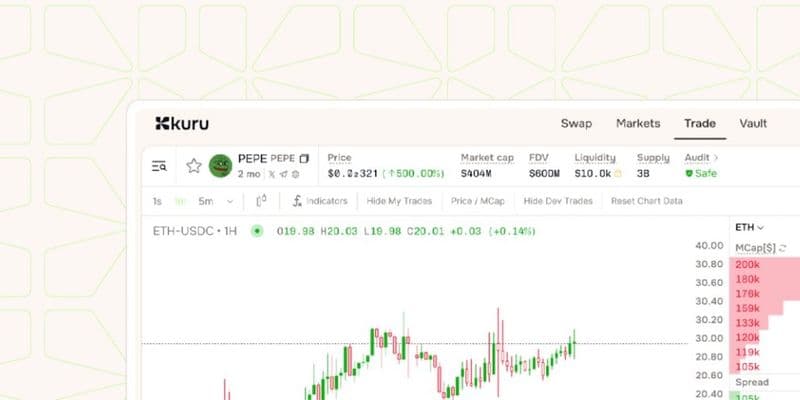 kuru
Swap Markets Trade Vault
PEPE PEPE
2 mo
Price
$0.0₂321 (↑500.00%)
Market cap
$404M
FDV
$600M
Liquidity
$10.0k
Supply
3B
Audit
Safe
1s 1m 5m
Indicators Hide My Trades Price / MCap Hide Dev Trades Reset Chart Data
ETH-USDC • 1H
O19.98 H20.03 L19.98 C20.01 +0.03 (+0.14%)
40.00
30.80
30.60
30.40
30.20
30.00
20.80
20.60
20.40
ETH
MCap[$]
200k
180k
176k
159k
133k
120k
119k
105k
Spread
105k